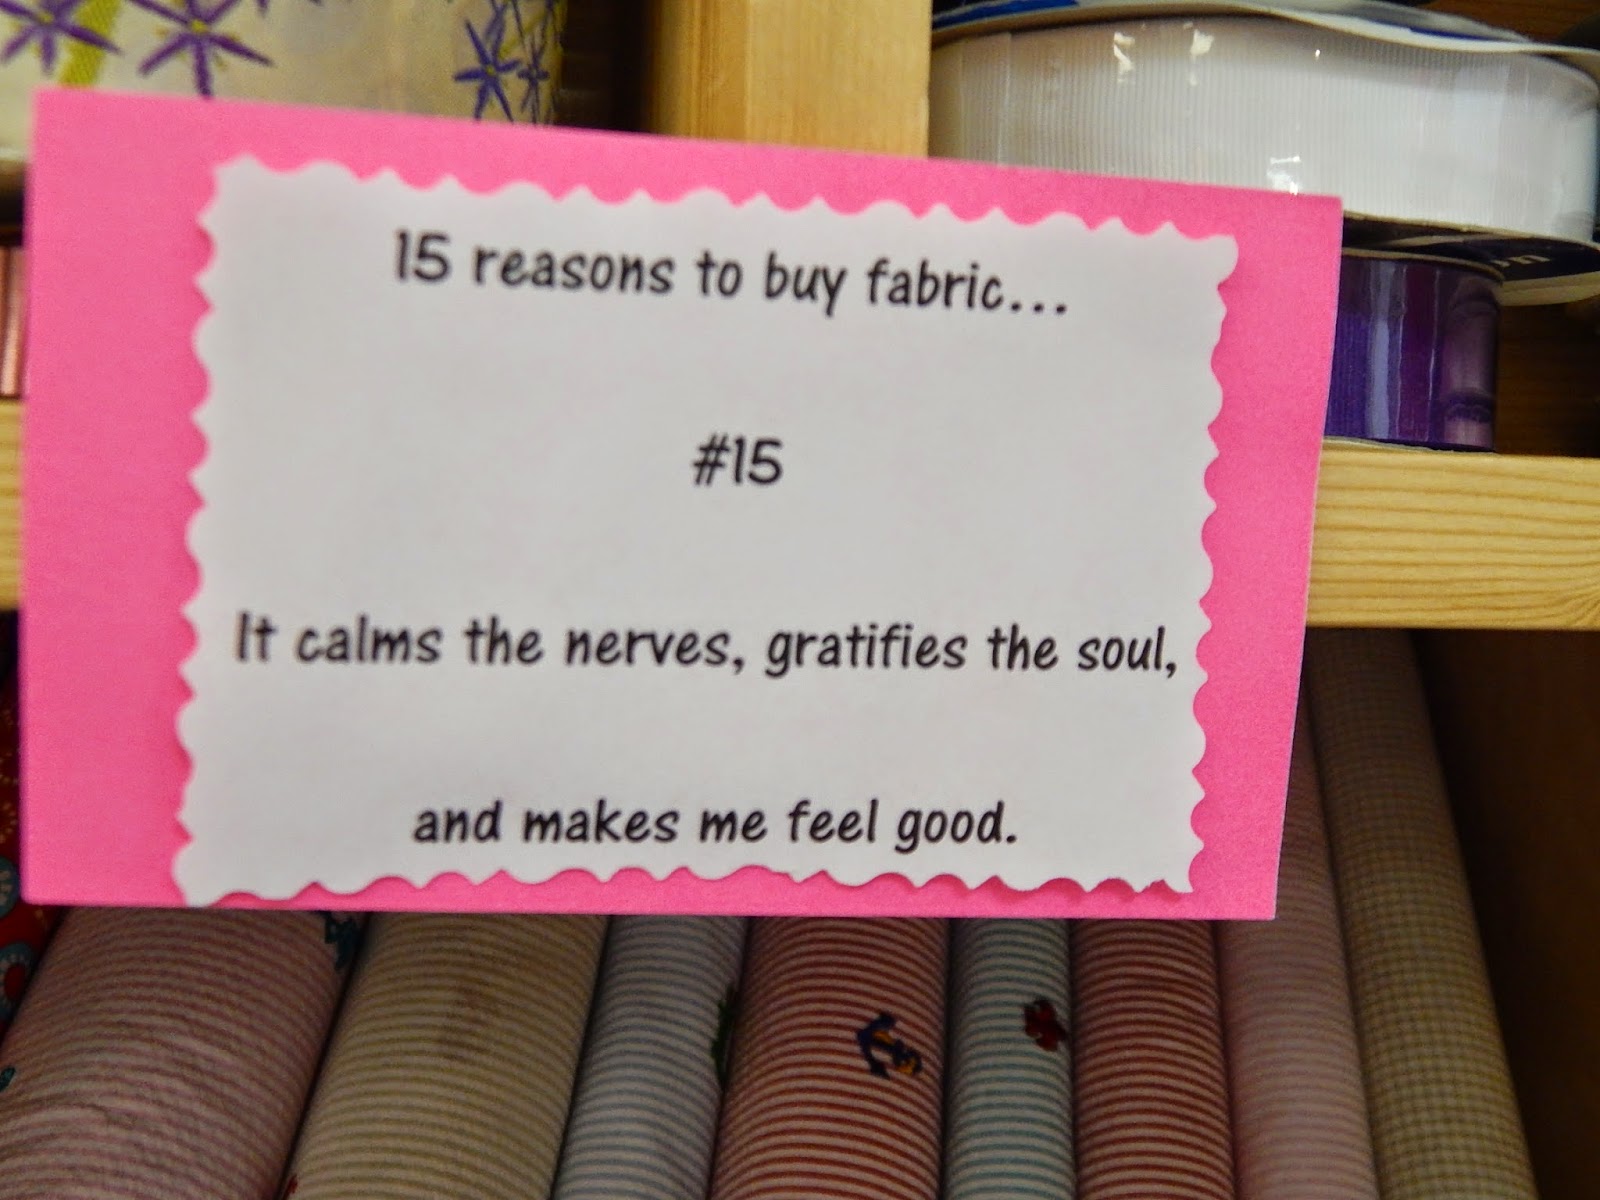 15 reasons to buy fabric...
#15
It calms the nerves, gratifies the soul,
and makes me feel good.